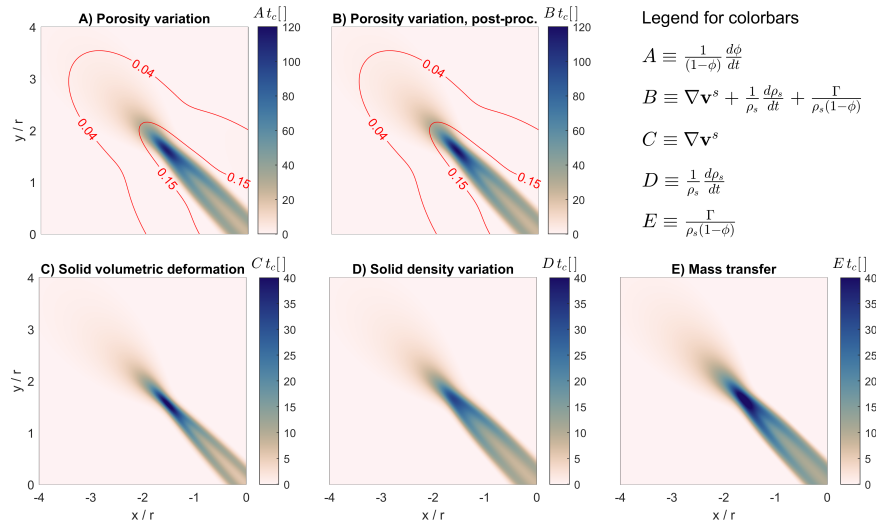 A) Porosity variation
A t_c[ ]
B) Porosity variation, post-proc.
B t_c[ ]
Legend for colorbars
4
3
2
1
0
y / r
0.04
0.04
0.15
0.15
120
100
80
60
40
20
0
0.04
0.04
0.15
0.15
120
100
80
60
40
20
0
A ≡ 1/(1−ϕ) dϕ/dt
B ≡ ∇v^s + 1/ρ_s dρ_s/dt + Γ/ρ_s(1−ϕ)
C ≡ ∇v^s
D ≡ 1/ρ_s dρ_s/dt
E ≡ Γ/ρ_s(1−ϕ)
C) Solid volumetric deformation
C t_c[ ]
D) Solid density variation
D t_c[ ]
E) Mass transfer
E t_c[ ]
4
3
2
1
0
y / r
40
35
30
25
20
15
10
5
0
40
35
30
25
20
15
10
5
0
40
35
30
25
20
15
10
5
0
-4 -3 -2 -1 0
x / r
-4 -3 -2 -1 0
x / r
-4 -3 -2 -1 0
x / r